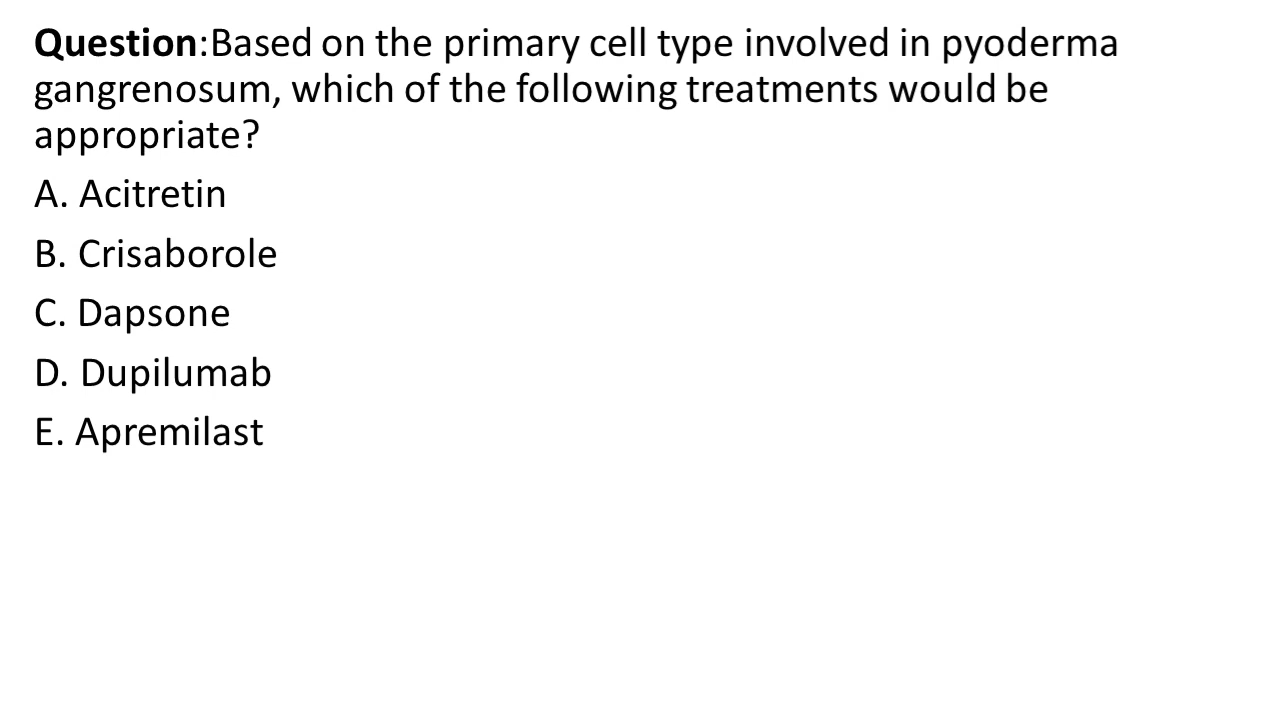 Question:Based on the primary cell type involved in pyoderma
gangrenosum, which of the following treatments would be
appropriate?
A. Acitretin
B. Crisaborole
C. Dapsone
D. Dupilumab
E. Apremilast